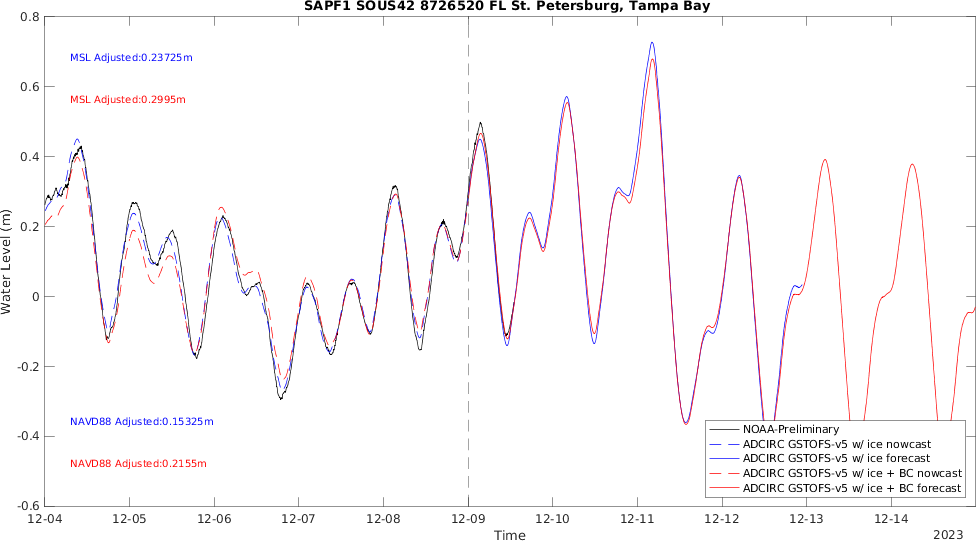 SAPF1 SOUS42 8726520 FL St. Petersburg, Tampa Bay
0.8
MSL Adjusted:0.23725m
0.6
MSL Adjusted:0.2995m
0.4
0.2
Water Level (m)
0
-0.2
NAVD88 Adjusted:0.15325m
-0.4
NAVD88 Adjusted:0.2155m
-0.6
NOAA-Preliminary
ADCIRC GSTOFS-v5 w/ ice nowcast
ADCIRC GSTOFS-v5 w/ ice forecast
ADCIRC GSTOFS-v5 w/ ice + BC nowcast
ADCIRC GSTOFS-v5 w/ ice + BC forecast
12-04 12-05 12-06 12-07 12-08 12-09 12-10 12-11 12-12 12-13 12-14
Time
2023